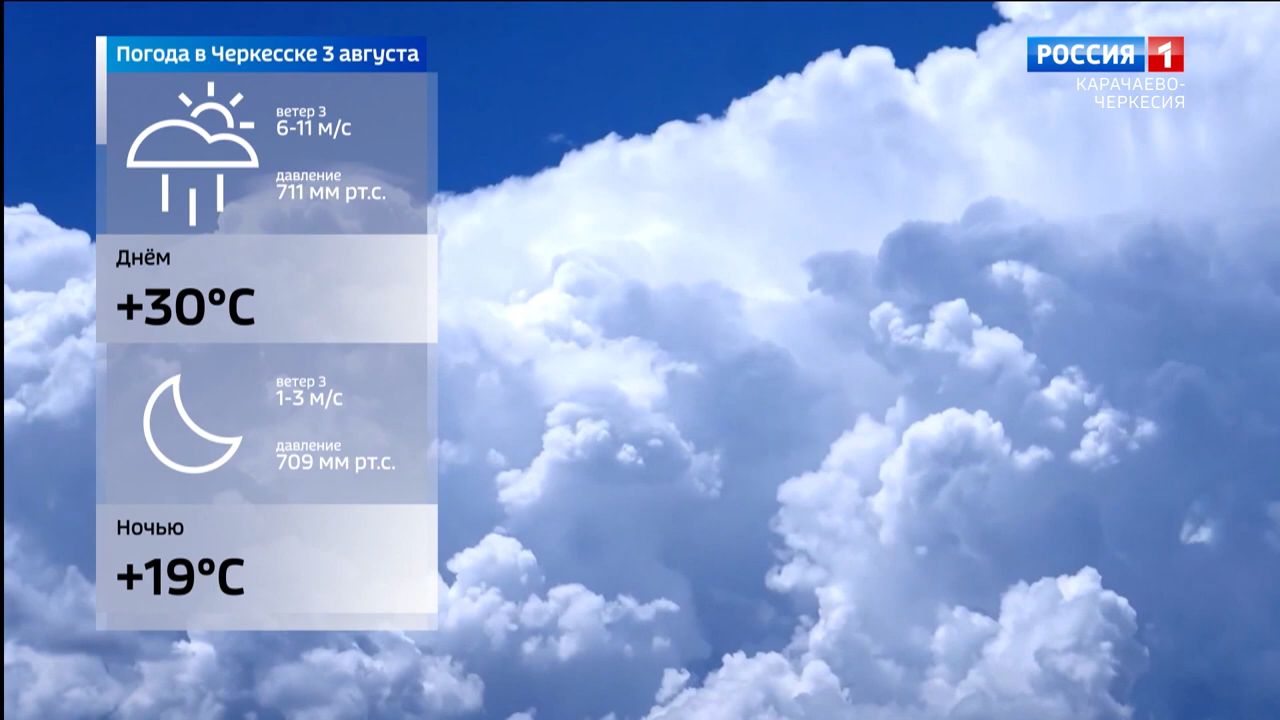 Погода в Черкесске 3 августа
РОССИЯ 1
КАРАЧАЕВО-
ЧЕРКЕСИЯ
ветер З
6-11 м/с
давление
711 мм рт.с.
Днём
+30°C
ветер З
1-3 м/с
давление
709 мм рт.с.
Ночью
+19°C